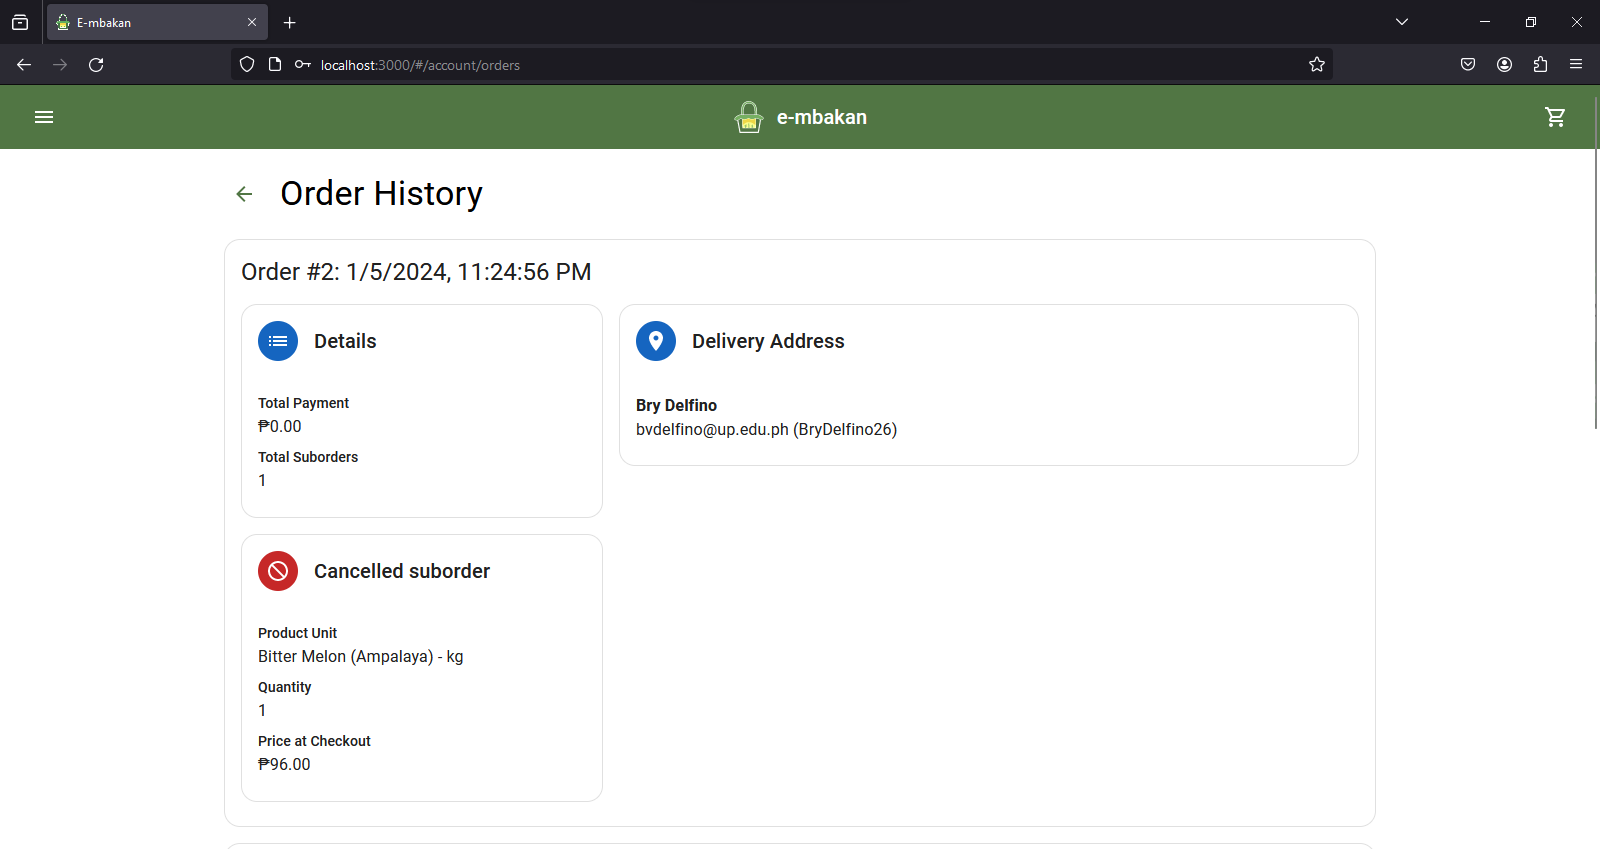 E-mbakan
localhost:3000/#/account/orders
e-mbakan
Order History
Order #2: 1/5/2024, 11:24:56 PM
Details
Total Payment
₱0.00
Total Suborders
1
Delivery Address
Bry Delfino
bvdelfino@up.edu.ph (BryDelfino26)
Cancelled suborder
Product Unit
Bitter Melon (Ampalaya) - kg
Quantity
1
Price at Checkout
₱96.00